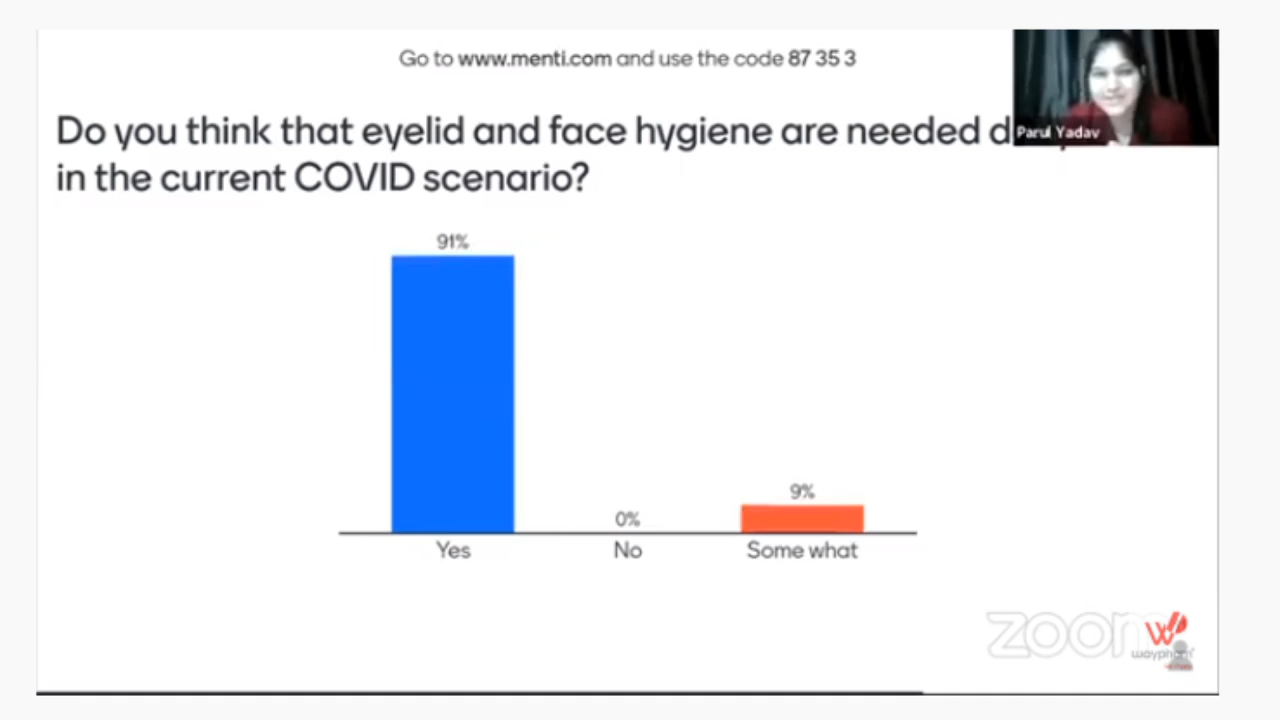 Go to www.menti.com and use the code 87 35 3
Parul Yadav
Do you think that eyelid and face hygiene are needed
in the current COVID scenario?
91%
0%
9%
Yes
No
Some what
zoom
waypharm